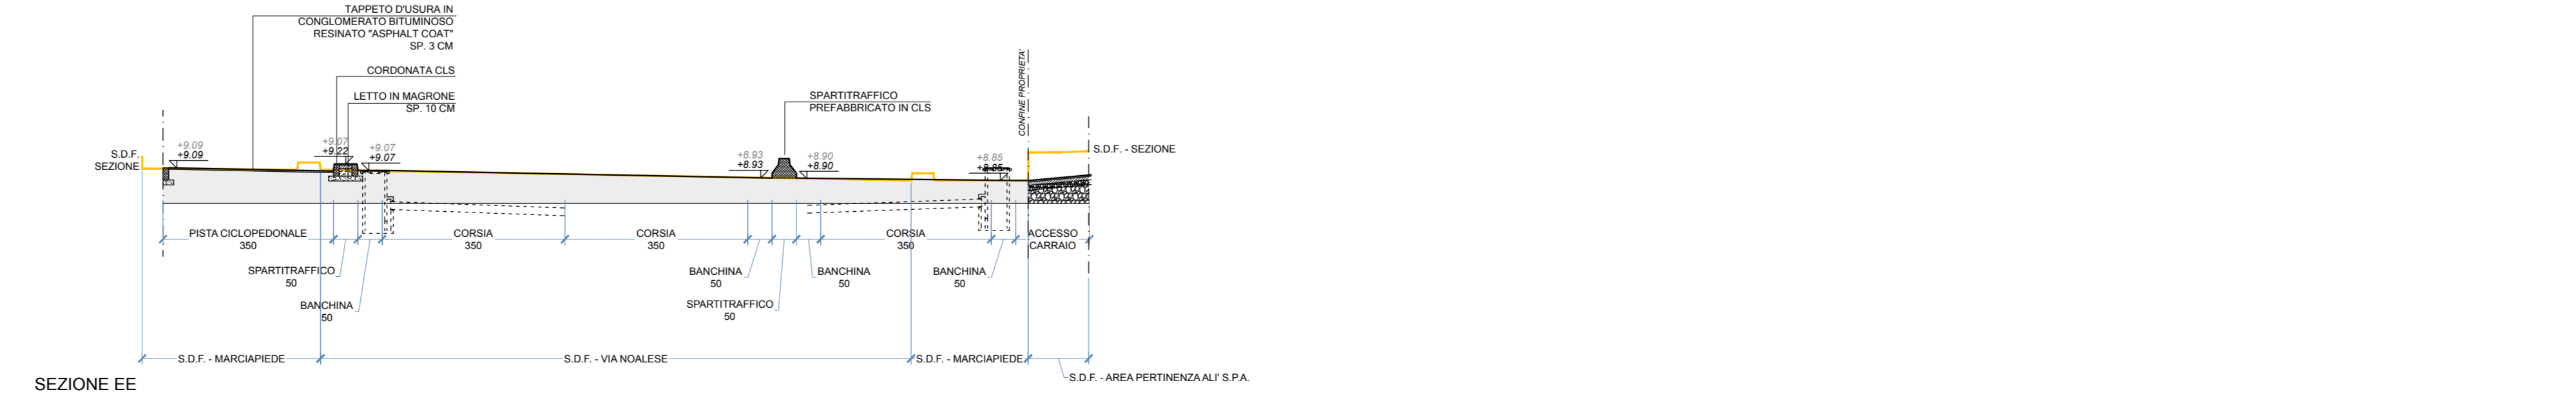 TAPPETO D'USURA IN
CONGLOMERATO BITUMINOSO
RESINATO "ASPHALT COAT"
SP. 3 CM
CORDONATA CLS
LETTO IN MAGRONE
SP. 10 CM
SPARTITRAFFICO
PREFABBRICATO IN CLS
CONFINE PROPRIETA'
S.D.F.
SEZIONE
+9.09
+9.09
+9.07
+9.22
+9.07
+9.07
+8.93
+8.93
+8.90
+8.90
+8.85
+8.85
S.D.F. - SEZIONE
PISTA CICLOPEDONALE
350
CORSIA
350
CORSIA
350
CORSIA
350
ACCESSO
CARRAIO
SPARTITRAFFICO
50
BANCHINA
50
BANCHINA
50
SPARTITRAFFICO
50
BANCHINA
50
BANCHINA
50
S.D.F. - MARCIAPIEDE
S.D.F. - VIA NOALESE
S.D.F. - MARCIAPIEDE
S.D.F. - AREA PERTINENZA ALI' S.P.A.
SEZIONE EE